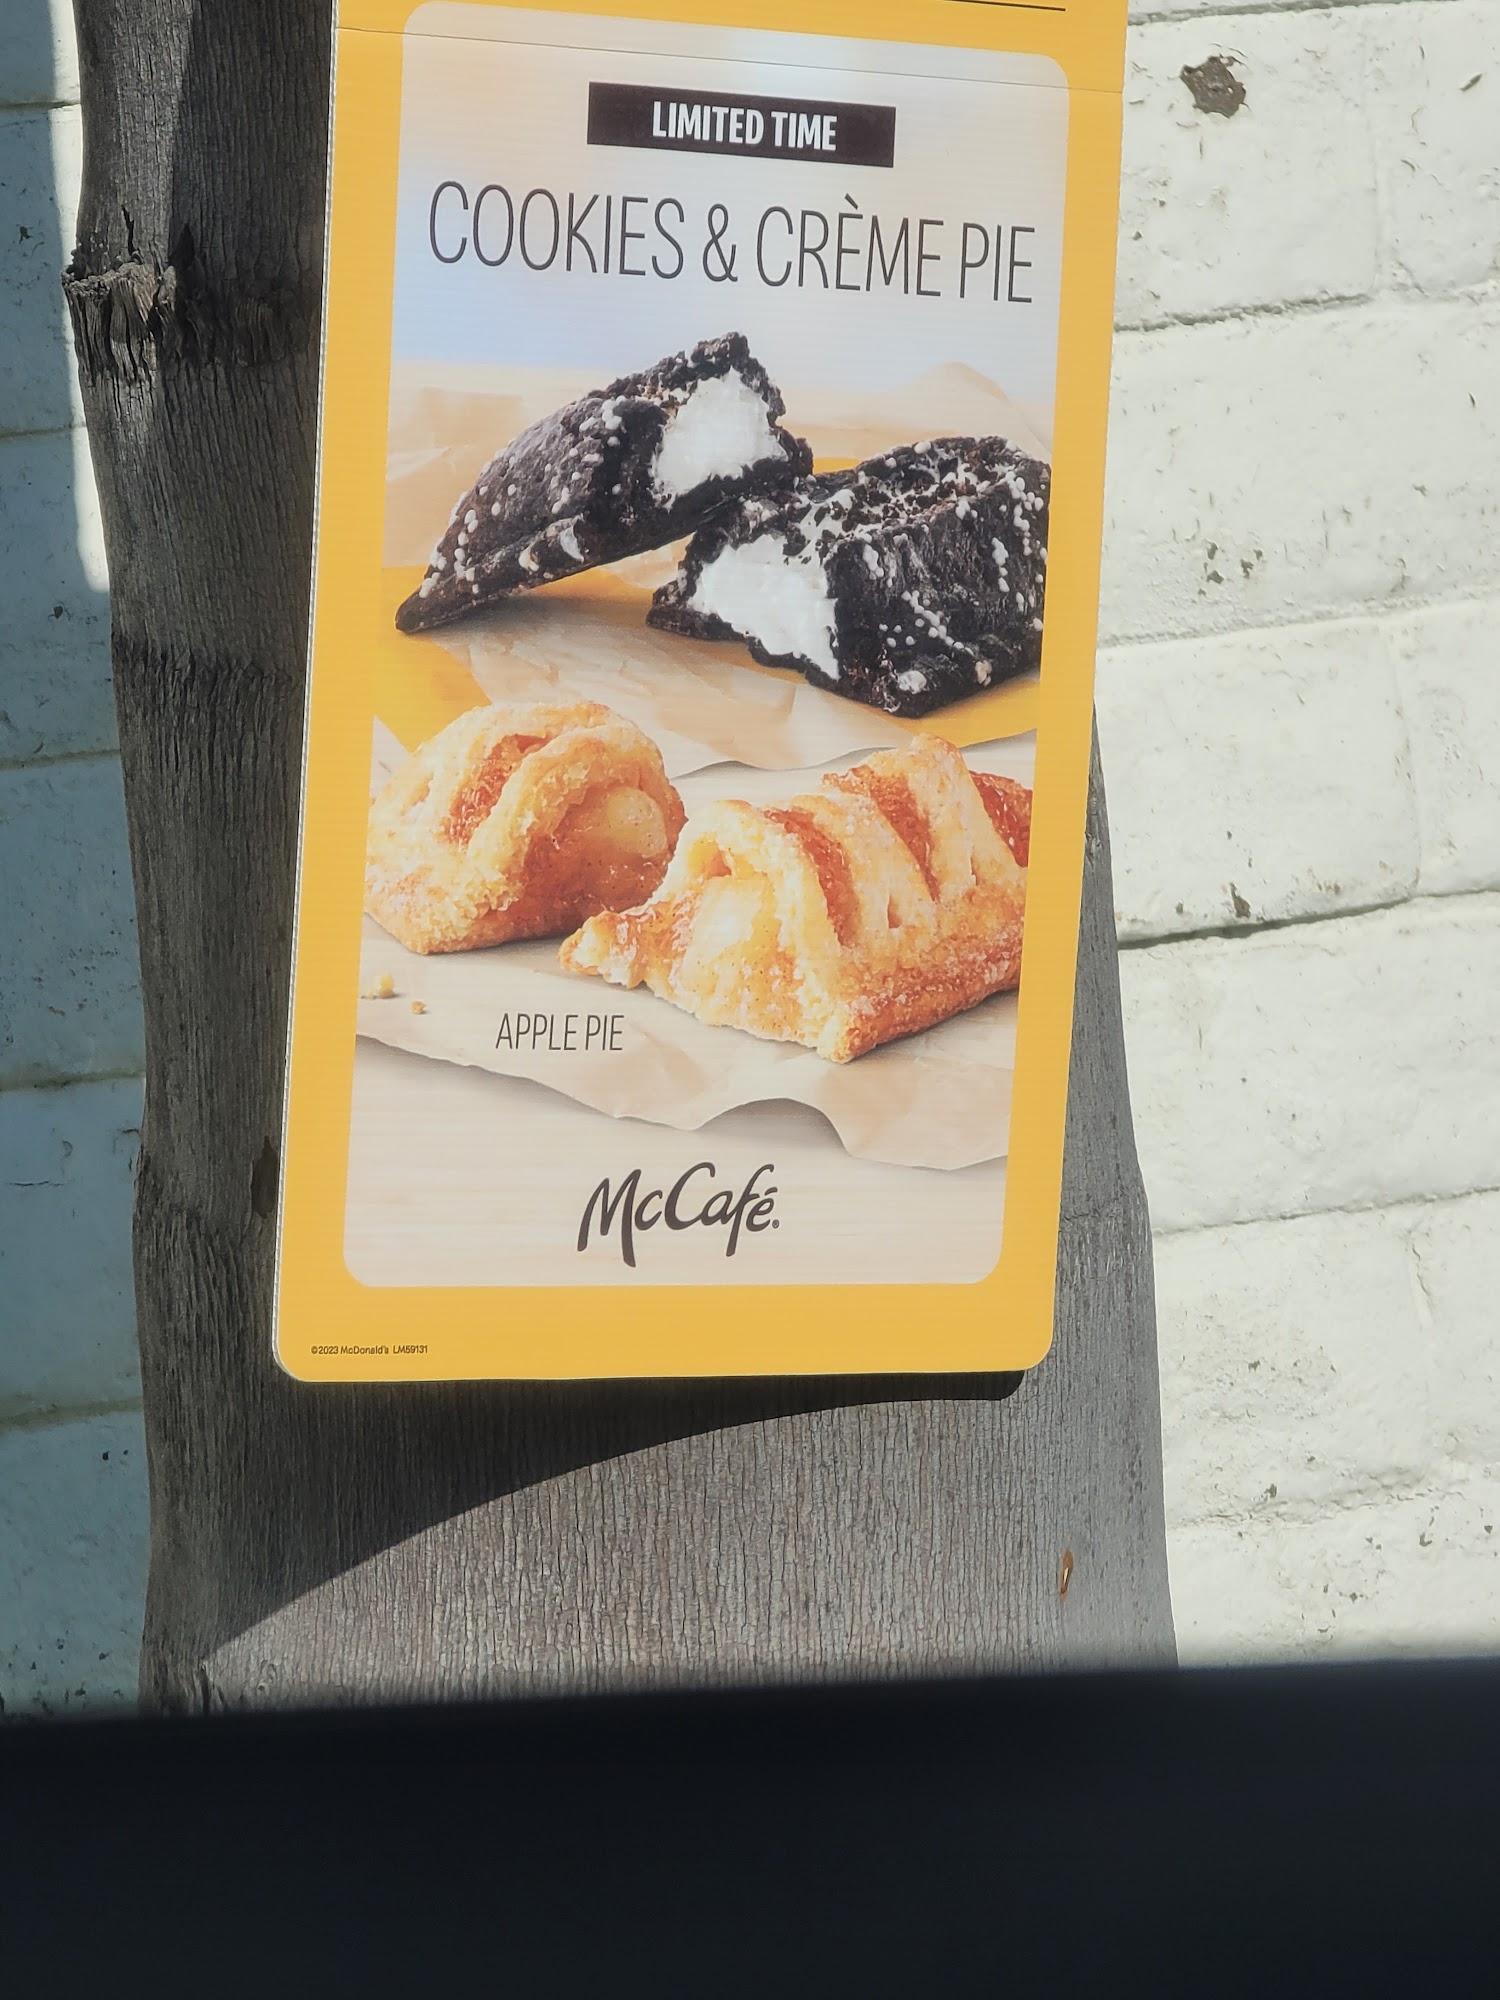 LIMITED TIME
COOKIES & CRÈME PIE
APPLE PIE
McCafé®
©2023 McDonald's LM59131